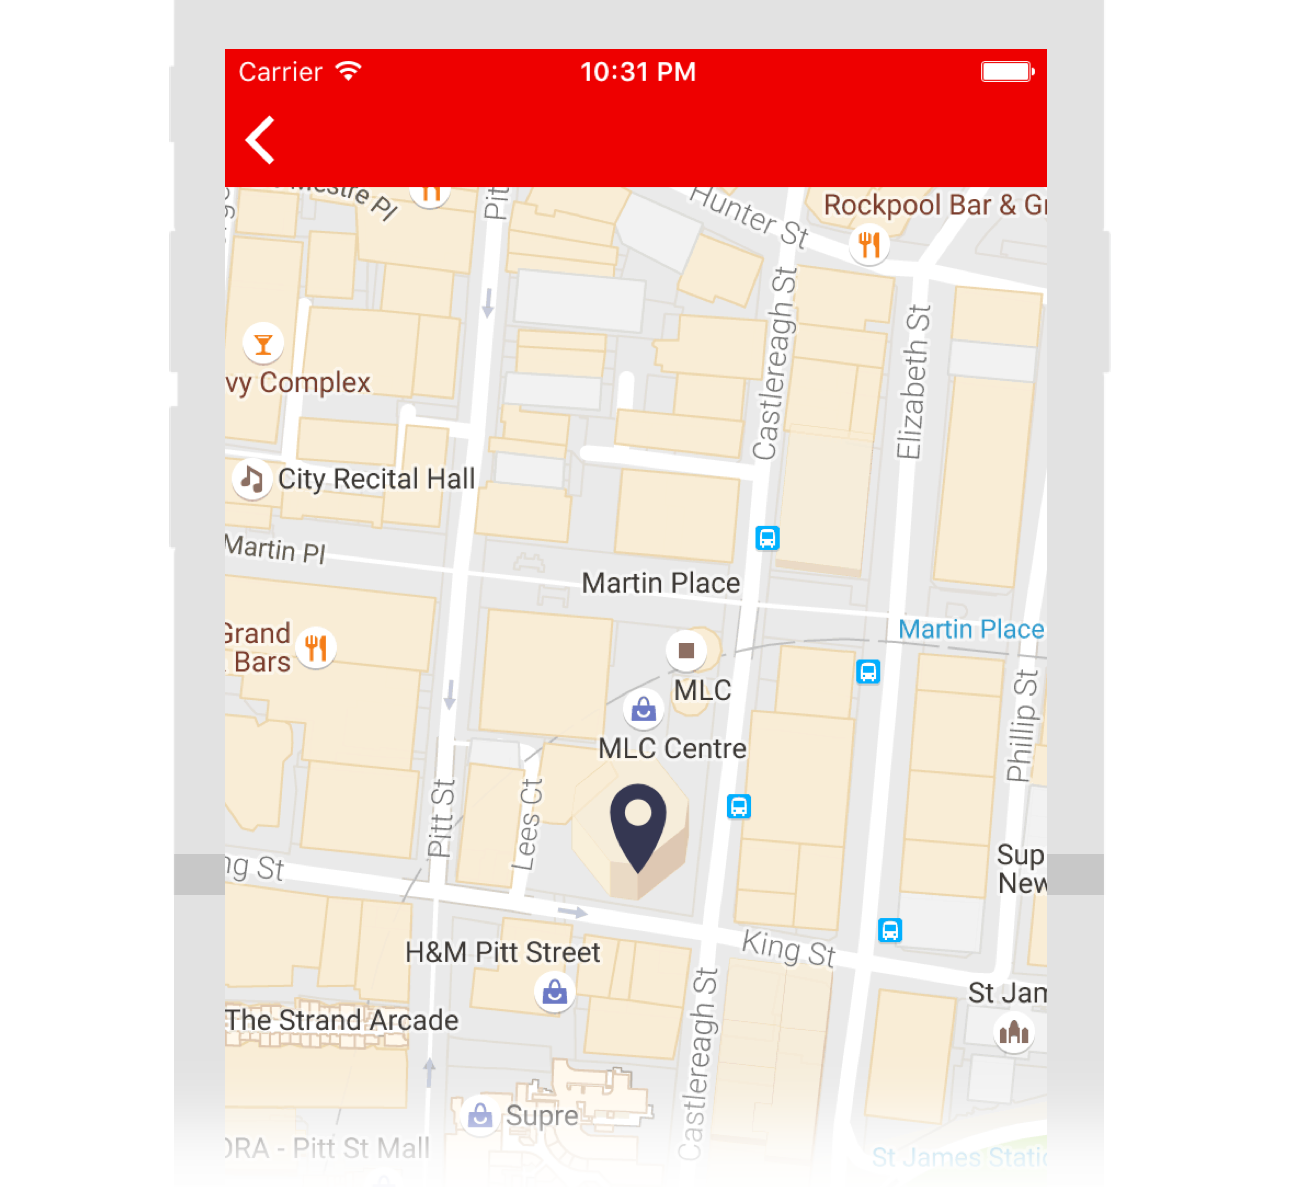 Carrier
10:31 PM
Pl
Pit
Hunter St
Rockpool Bar & Gr
Castlereagh St
Elizabeth St
vy Complex
City Recital Hall
Martin Pl
Martin Place
Martin Place
Grand
Bars
MLC
MLC Centre
Phillip St
Pitt St
Lees Ct
ng St
Sup
New
H&M Pitt Street
King St
St Jam
The Strand Arcade
Castlereagh St
Supre
ORA - Pitt St Mall
St James Static